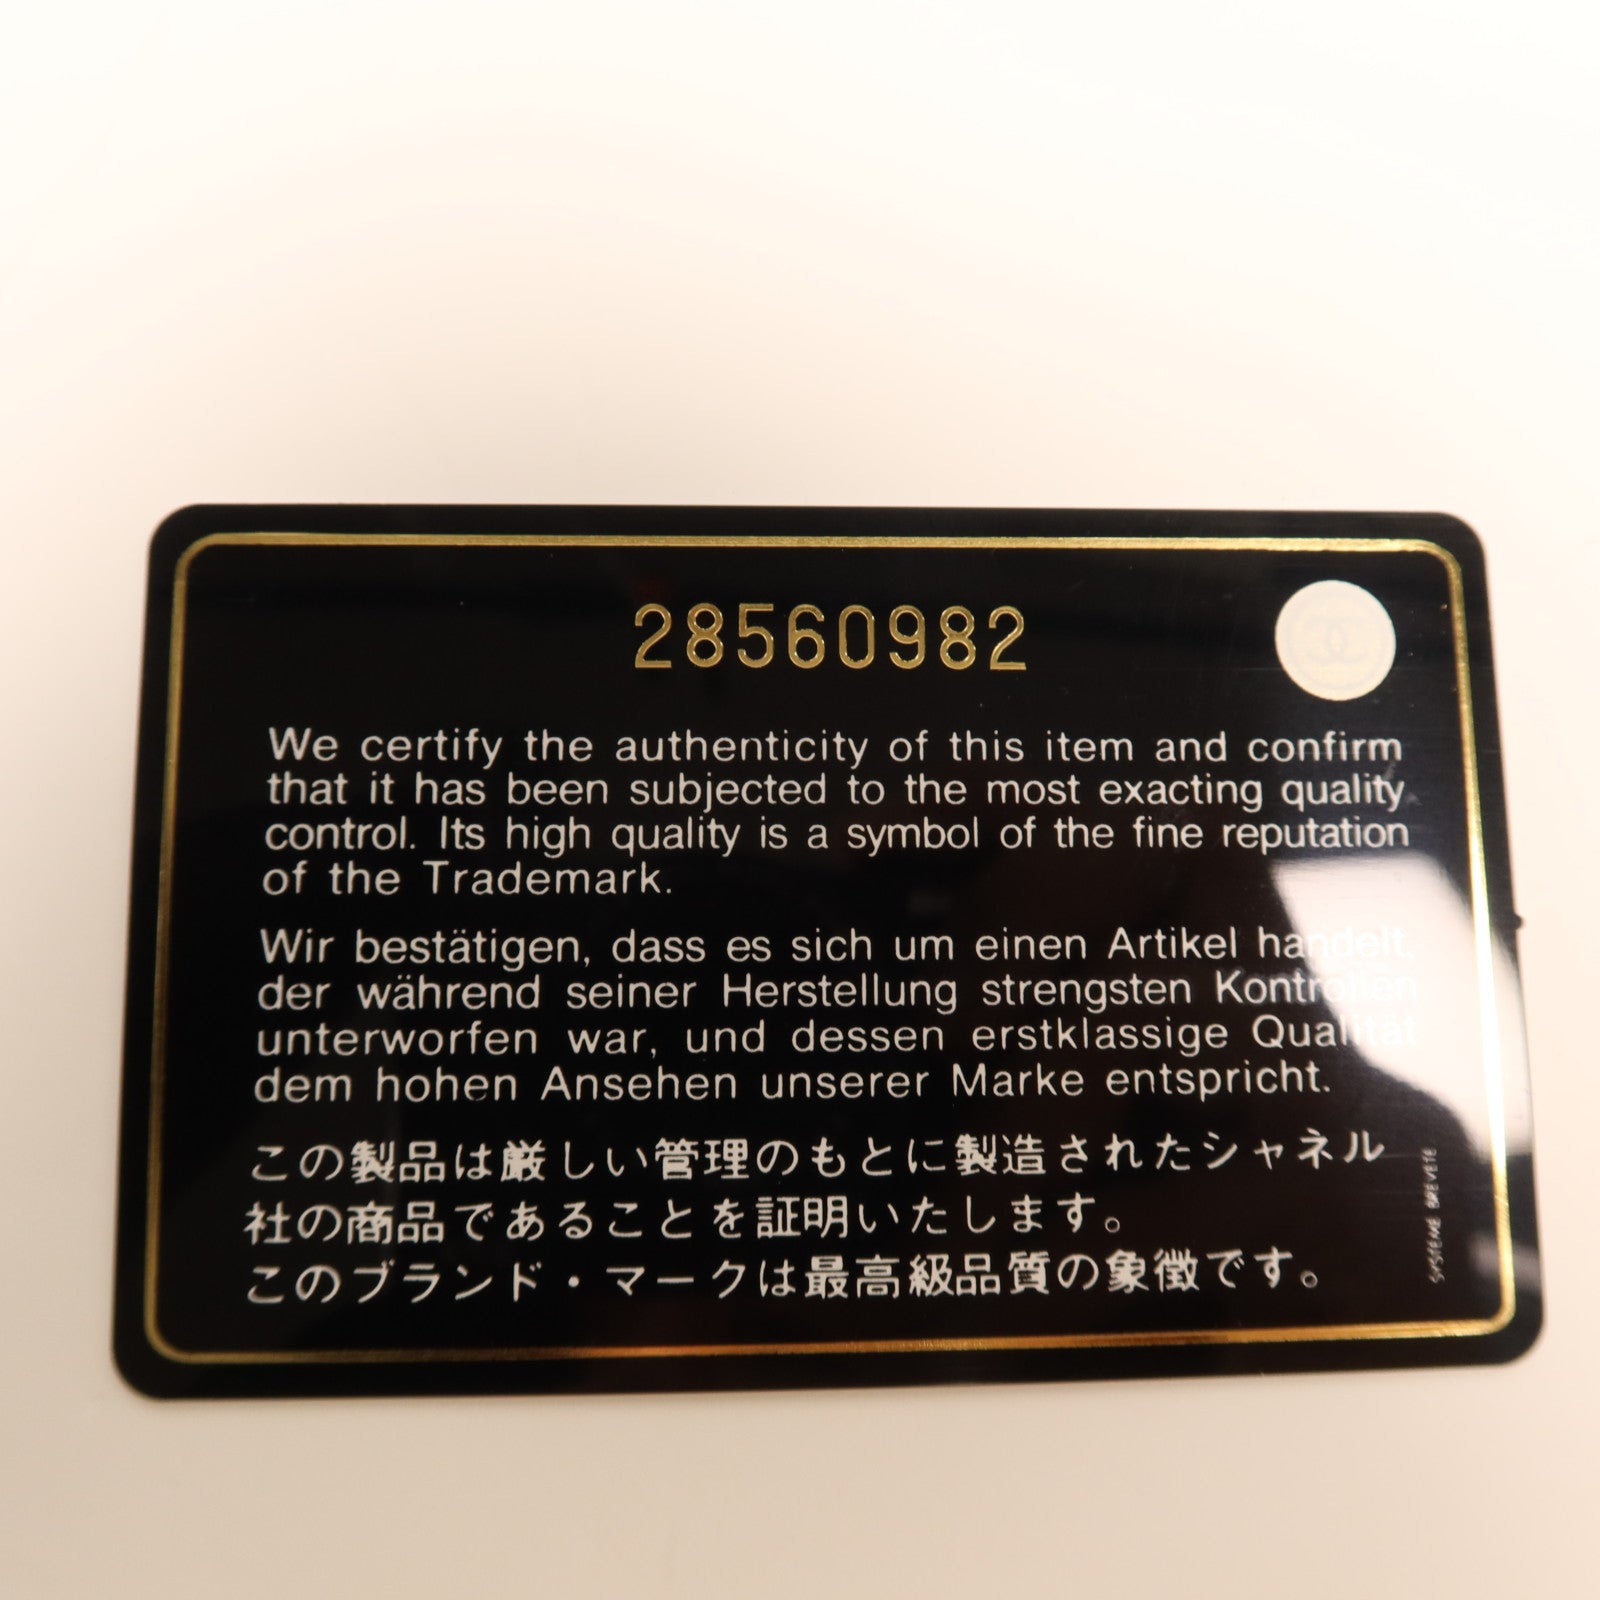 28560982
We certify the authenticity of this item and confirm
that it has been subjected to the most exacting quality
control. Its high quality is a symbol of the fine reputation
of the Trademark.
Wir bestätigen, dass es sich um einen Artikel handelt,
der während seiner Herstellung strengsten Kontrollen
unterworfen war, und dessen erstklassige Qualität
dem hohen Ansehen unserer Marke entspricht.
この製品は厳しい管理のもとに製造されたシャネル
社の商品であることを証明いたします。
このブランド・マークは最高級品質の象徴です。
SYSTEME BREVETE